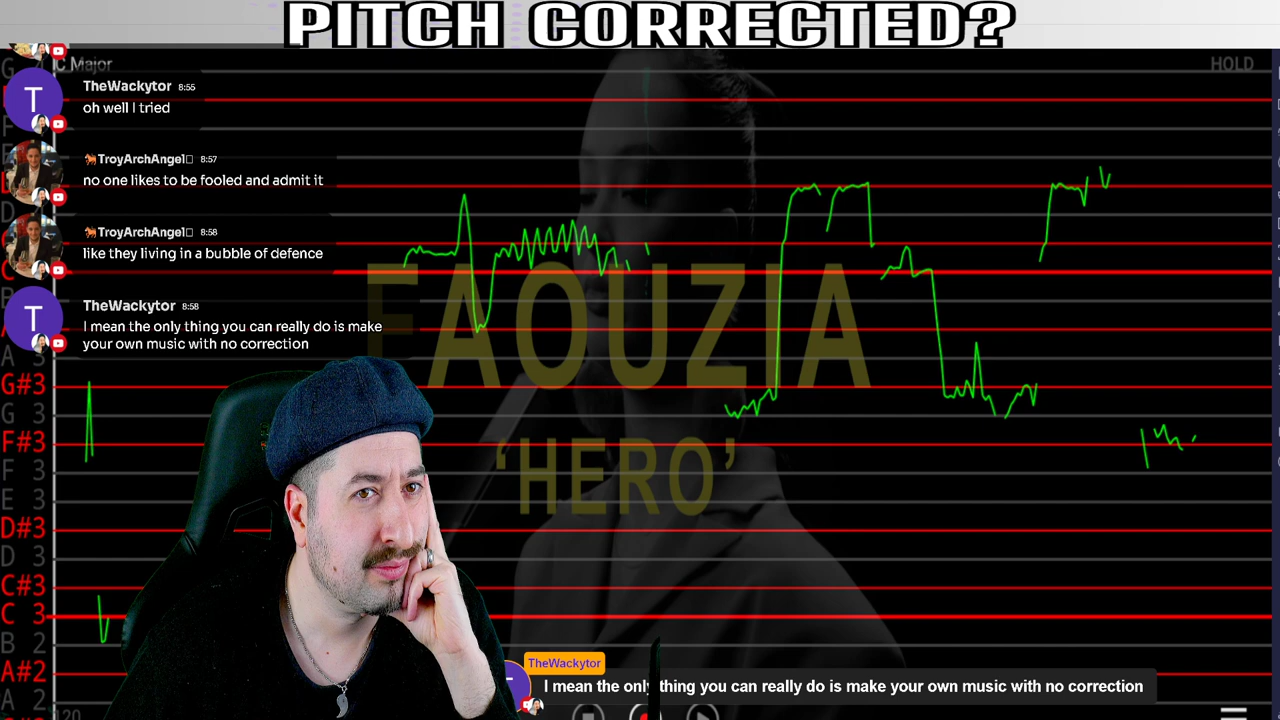 PITCH CORRECTED?
G 4
C Major
HOLD
TheWackytor 8:55
oh well I tried
TroyArchAngel 8:57
no one likes to be fooled and admit it
TroyArchAngel 8:58
like they living in a bubble of defence
TheWackytor 8:58
I mean the only thing you can really do is make
your own music with no correction
FAOUZIA
'HERO'
A 3
G#3
G 3
F#3
F 3
E 3
D#3
D 3
C#3
C 3
B 2
A#2
A 2
120
TheWackytor
I mean the only thing you can really do is make your own music with no correction